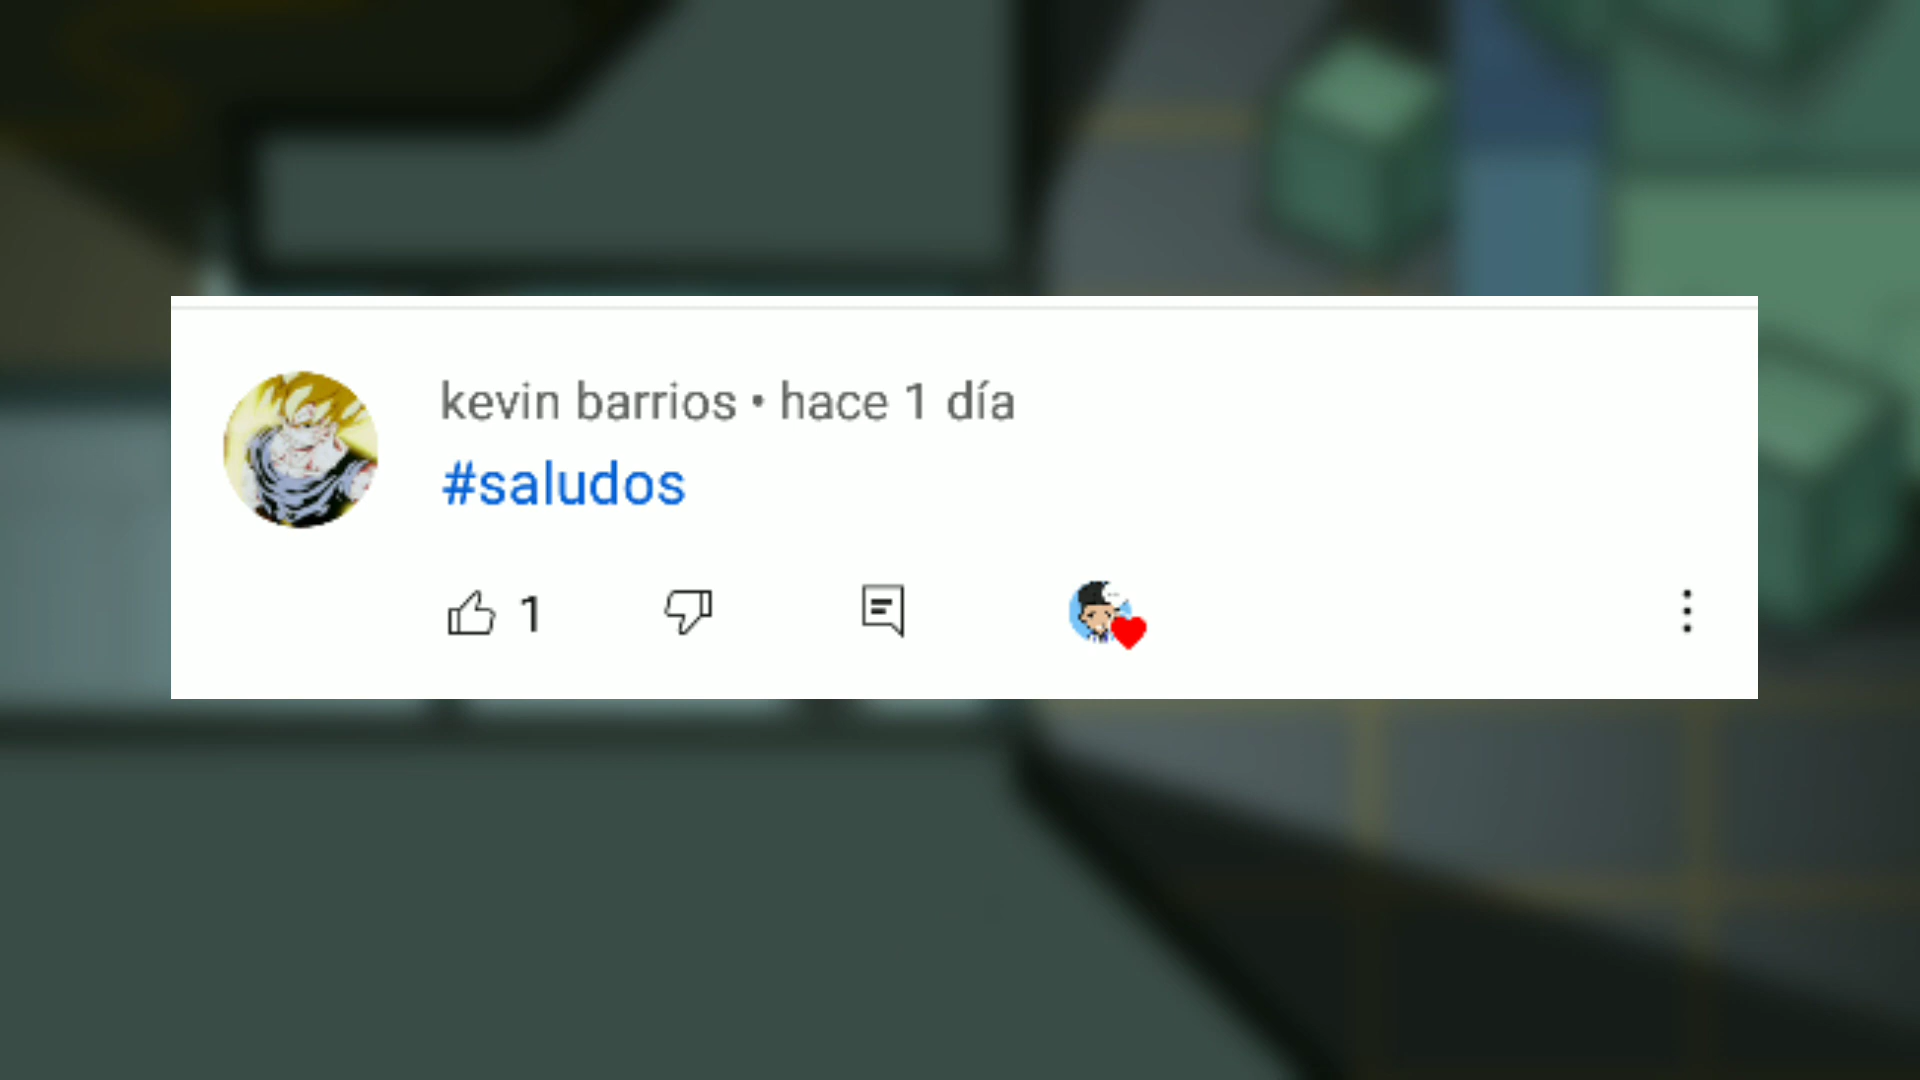 kevin barrios • hace 1 día
#saludos
1